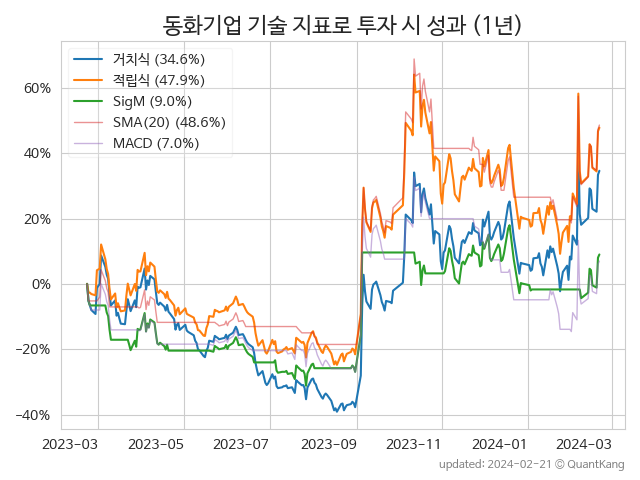 동화기업 기술 지표로 투자 시 성과 (1년)
거치식 (34.6%)
적립식 (47.9%)
SigM (9.0%)
SMA(20) (48.6%)
MACD (7.0%)
60%
40%
20%
0%
−20%
−40%
2023-03 2023-05 2023-07 2023-09 2023-11 2024-01 2024-03
updated: 2024-02-21 © QuantKang